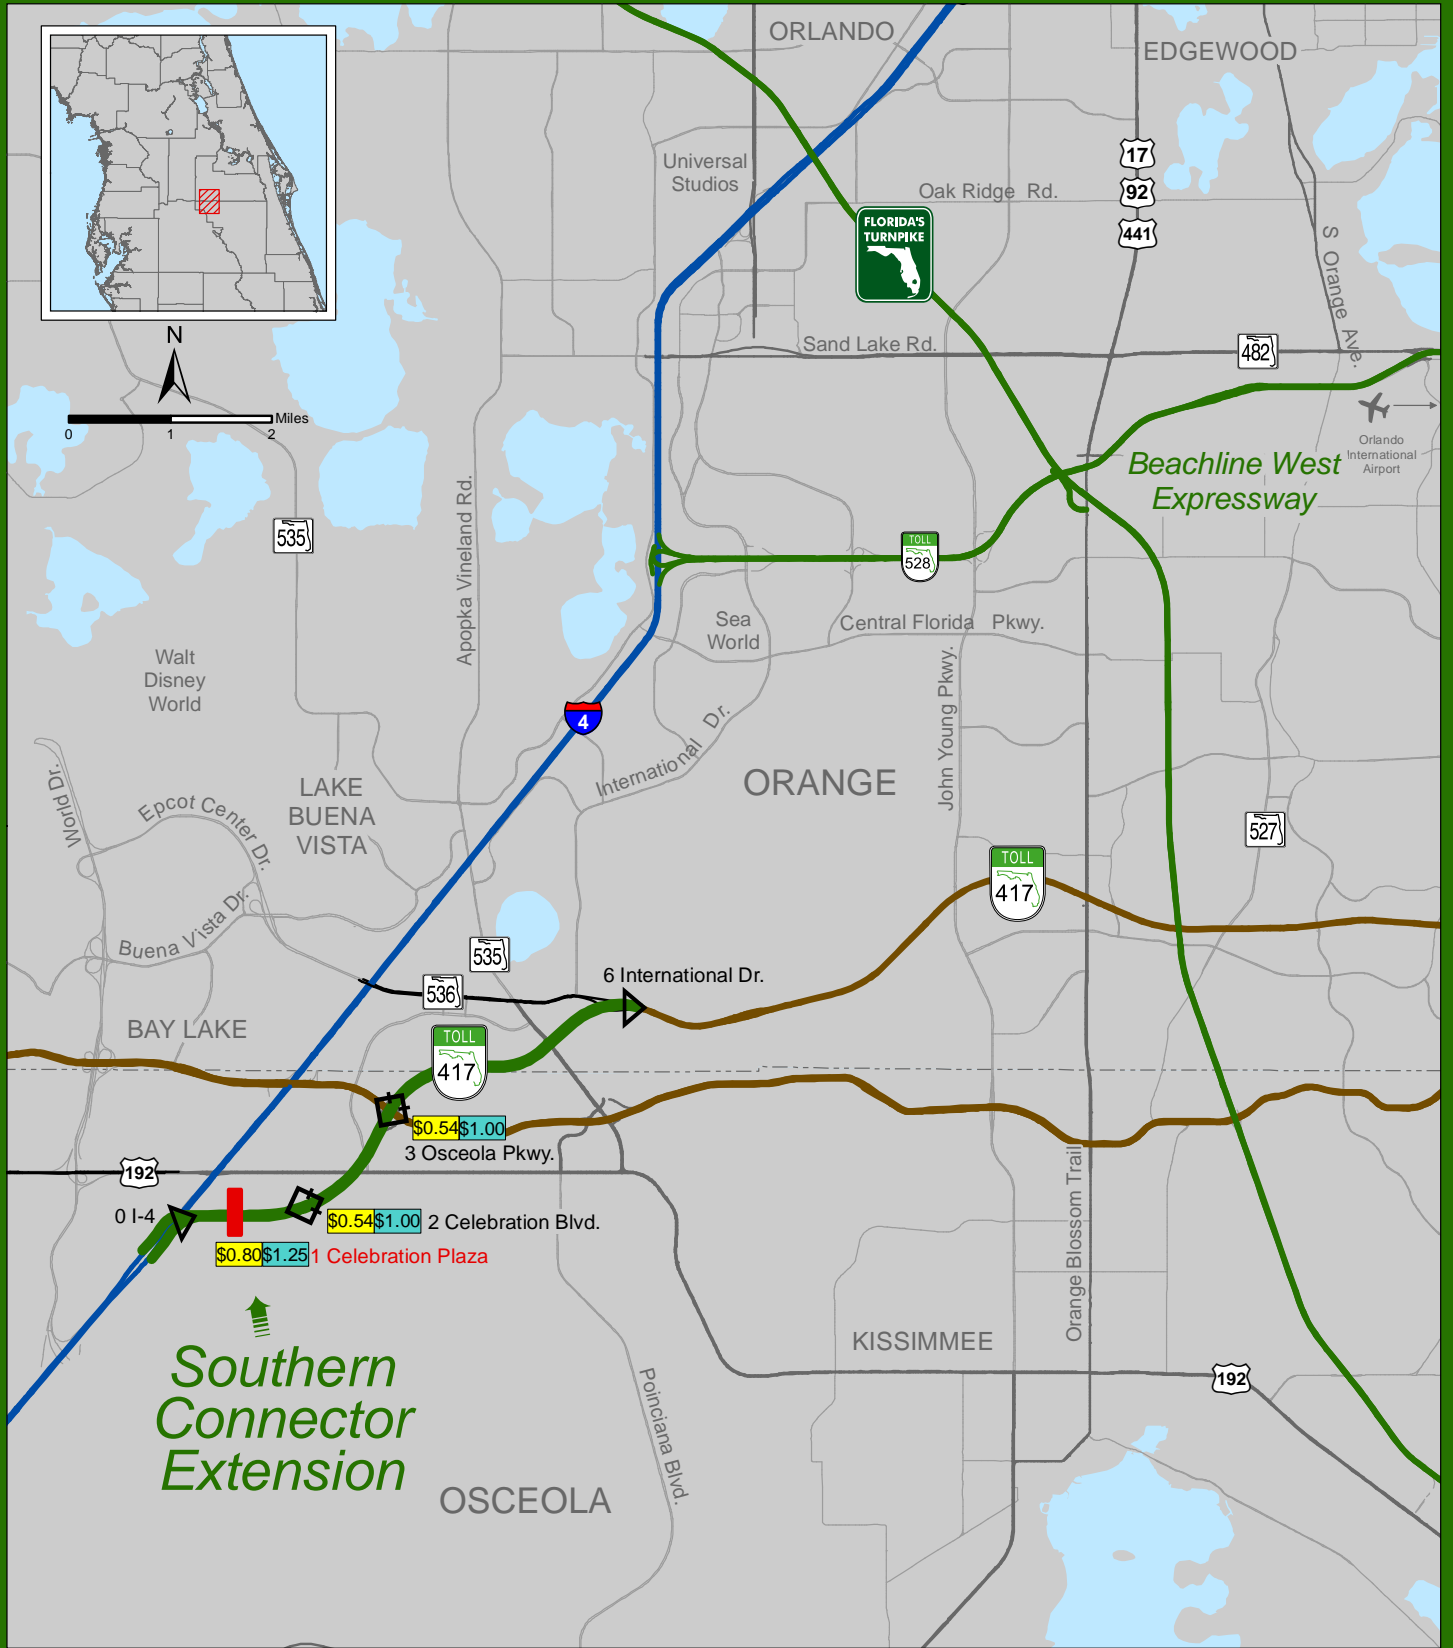 ORLANDO
EDGEWOOD
Universal
Studios
17
92
441
Oak Ridge Rd.
FLORIDA'S
TURNPIKE
S Orange Ave.
N
Sand Lake Rd.
482
Miles
0 1 2
Orlando
International
Airport
Beachline West
Expressway
535
Apopka Vineland Rd.
TOLL
528
Sea
World
Central Florida Pkwy.
Walt
Disney
World
John Young Pkwy.
4
International Dr.
ORANGE
World Dr.
Epcot Center Dr.
LAKE
BUENA
VISTA
527
TOLL
417
Buena Vista Dr.
535
6 International Dr.
536
BAY LAKE
TOLL
417
$0.54 $1.00
3 Osceola Pkwy.
192
0 I-4
$0.54 $1.00 2 Celebration Blvd.
$0.80 $1.25 1 Celebration Plaza
Orange Blossom Trail
Southern
Connector
Extension
KISSIMMEE
192
Poinciana Blvd.
OSCEOLA